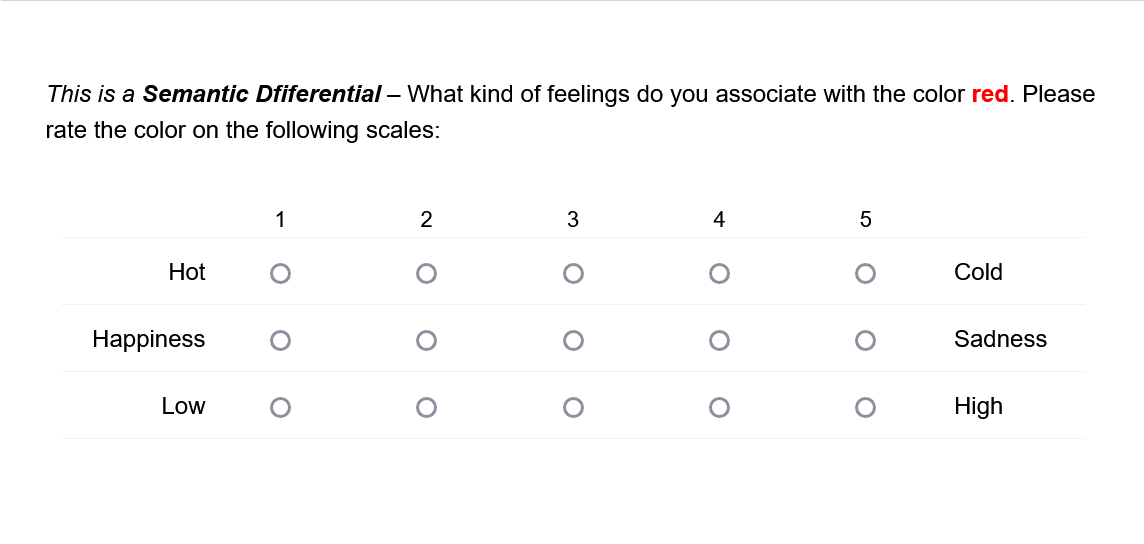 This is a Semantic Dfiferential – What kind of feelings do you associate with the color red. Please
rate the color on the following scales:
1 2 3 4 5
Hot Cold
Happiness Sadness
Low High